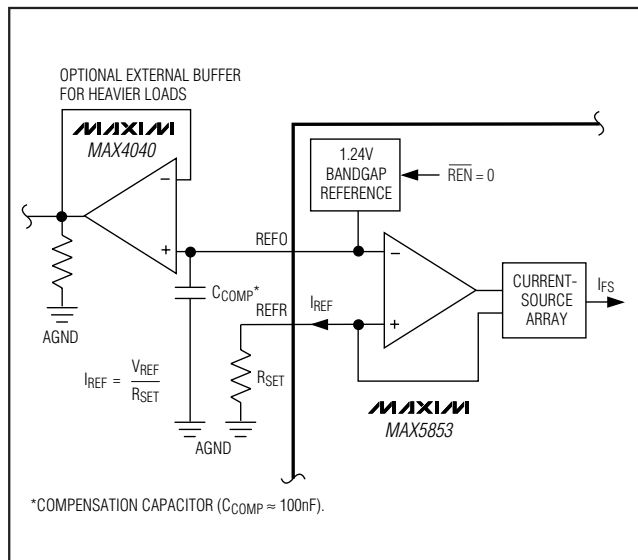 OPTIONAL EXTERNAL BUFFER
FOR HEAVIER LOADS
MAXIM
MAX4040
1.24V
BANDGAP
REFERENCE
REN = 0
−
+
REFO
−
+
CCOMP*
REFR
IREF
CURRENT-
SOURCE
ARRAY
IFS
AGND
IREF = VREF
RSET
RSET
AGND
MAXIM
MAX5853
*COMPENSATION CAPACITOR (CCOMP ≈ 100nF).